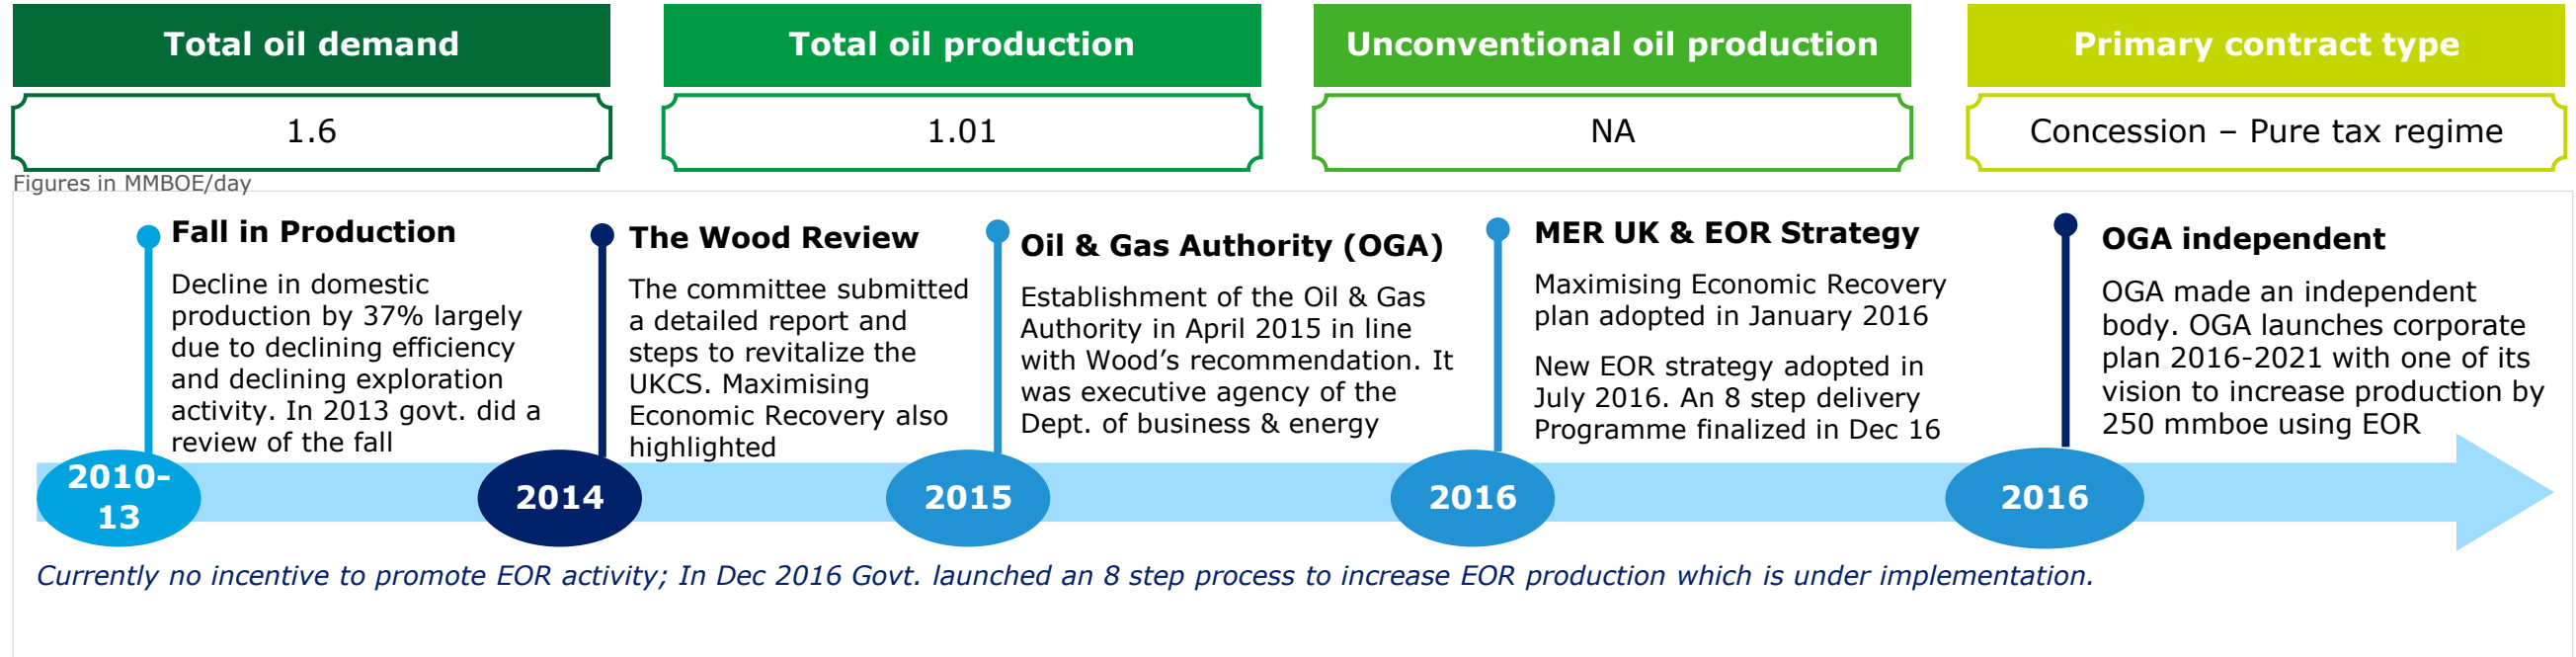 Total oil demand
Total oil production
Unconventional oil production
Primary contract type
1.6
1.01
NA
Concession – Pure tax regime
Figures in MMBOE/day
Fall in Production
Decline in domestic
production by 37% largely
due to declining efficiency
and declining exploration
activity. In 2013 govt. did a
review of the fall
The Wood Review
The committee submitted
a detailed report and
steps to revitalize the
UKCS. Maximising
Economic Recovery also
highlighted
Oil & Gas Authority (OGA)
Establishment of the Oil & Gas
Authority in April 2015 in line
with Wood’s recommendation. It
was executive agency of the
Dept. of business & energy
MER UK & EOR Strategy
Maximising Economic Recovery
plan adopted in January 2016
New EOR strategy adopted in
July 2016. An 8 step delivery
Programme finalized in Dec 16
OGA independent
OGA made an independent
body. OGA launches corporate
plan 2016-2021 with one of its
vision to increase production by
250 mmboe using EOR
2010-
13
2014
2015
2016
2016
Currently no incentive to promote EOR activity; In Dec 2016 Govt. launched an 8 step process to increase EOR production which is under implementation.